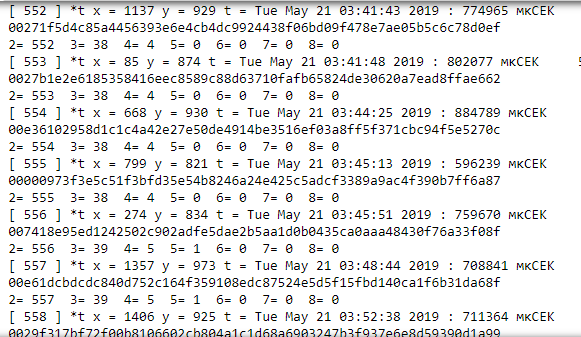 [ 552 ] *t x = 1137 y = 929 t = Tue May 21 03:41:43 2019 : 774965 мкСЕК
00271f5d4c85a4456393e6e4cb4dc9924438f06bd09f478e7ae05b5c6c78d0ef
2= 552 3= 38 4= 4 5= 0 6= 0 7= 0 8= 0
[ 553 ] *t x = 85 y = 874 t = Tue May 21 03:41:48 2019 : 802077 мкСЕК
0027b1e2e6185358416eec8589c88d63710fafb65824de30620a7ead8ffae662
2= 553 3= 38 4= 4 5= 0 6= 0 7= 0 8= 0
[ 554 ] *t x = 668 y = 930 t = Tue May 21 03:44:25 2019 : 884789 мкСЕК
00e36102958d1c1c4a42e27e50de4914be3516ef03a8ff5f371cbc94f5e5270c
2= 554 3= 38 4= 4 5= 0 6= 0 7= 0 8= 0
[ 555 ] *t x = 799 y = 821 t = Tue May 21 03:45:13 2019 : 596239 мкСЕК
00000973f3e5c51f3bfd35e54b8246a24e425c5adcf3389a9ac4f390b7ff6a87
2= 555 3= 38 4= 4 5= 0 6= 0 7= 0 8= 0
[ 556 ] *t x = 274 y = 834 t = Tue May 21 03:45:51 2019 : 759670 мкСЕК
007418e95ed1242502c902adfe5dae2b5aa1d0b0435ca0aaa48430f76a33f08f
2= 556 3= 39 4= 5 5= 1 6= 0 7= 0 8= 0
[ 557 ] *t x = 1357 y = 973 t = Tue May 21 03:48:44 2019 : 708841 мкСЕК
00e61dcbdcdc840d752c164f359108edc87524e5d5f15fbd140ca1f6b31da68f
2= 557 3= 39 4= 5 5= 1 6= 0 7= 0 8= 0
[ 558 ] *t x = 1406 y = 925 t = Tue May 21 03:52:38 2019 : 711364 мкСЕК
0029f317bf72f00b8106602cb804a1c1d68a6903247b3f937e6e8d59390d1a99